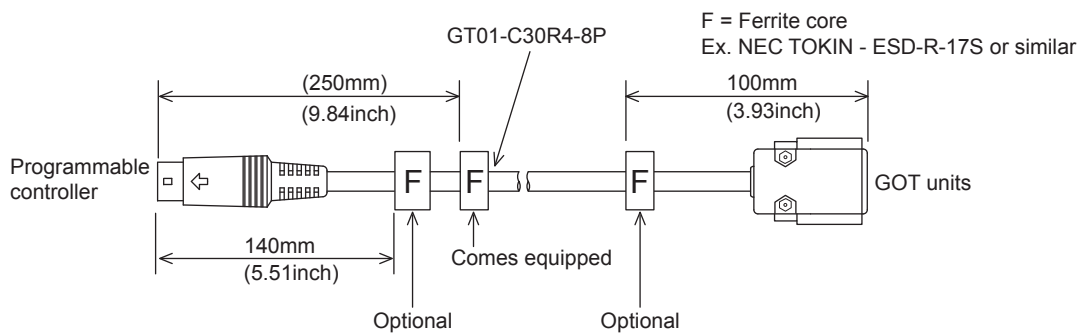 F = Ferrite core
Ex. NEC TOKIN - ESD-R-17S or similar
GT01-C30R4-8P
(250mm)
(9.84inch)
100mm
(3.93inch)
Programmable
controller
F
F
F
GOT units
140mm
(5.51inch)
Comes equipped
Optional
Optional